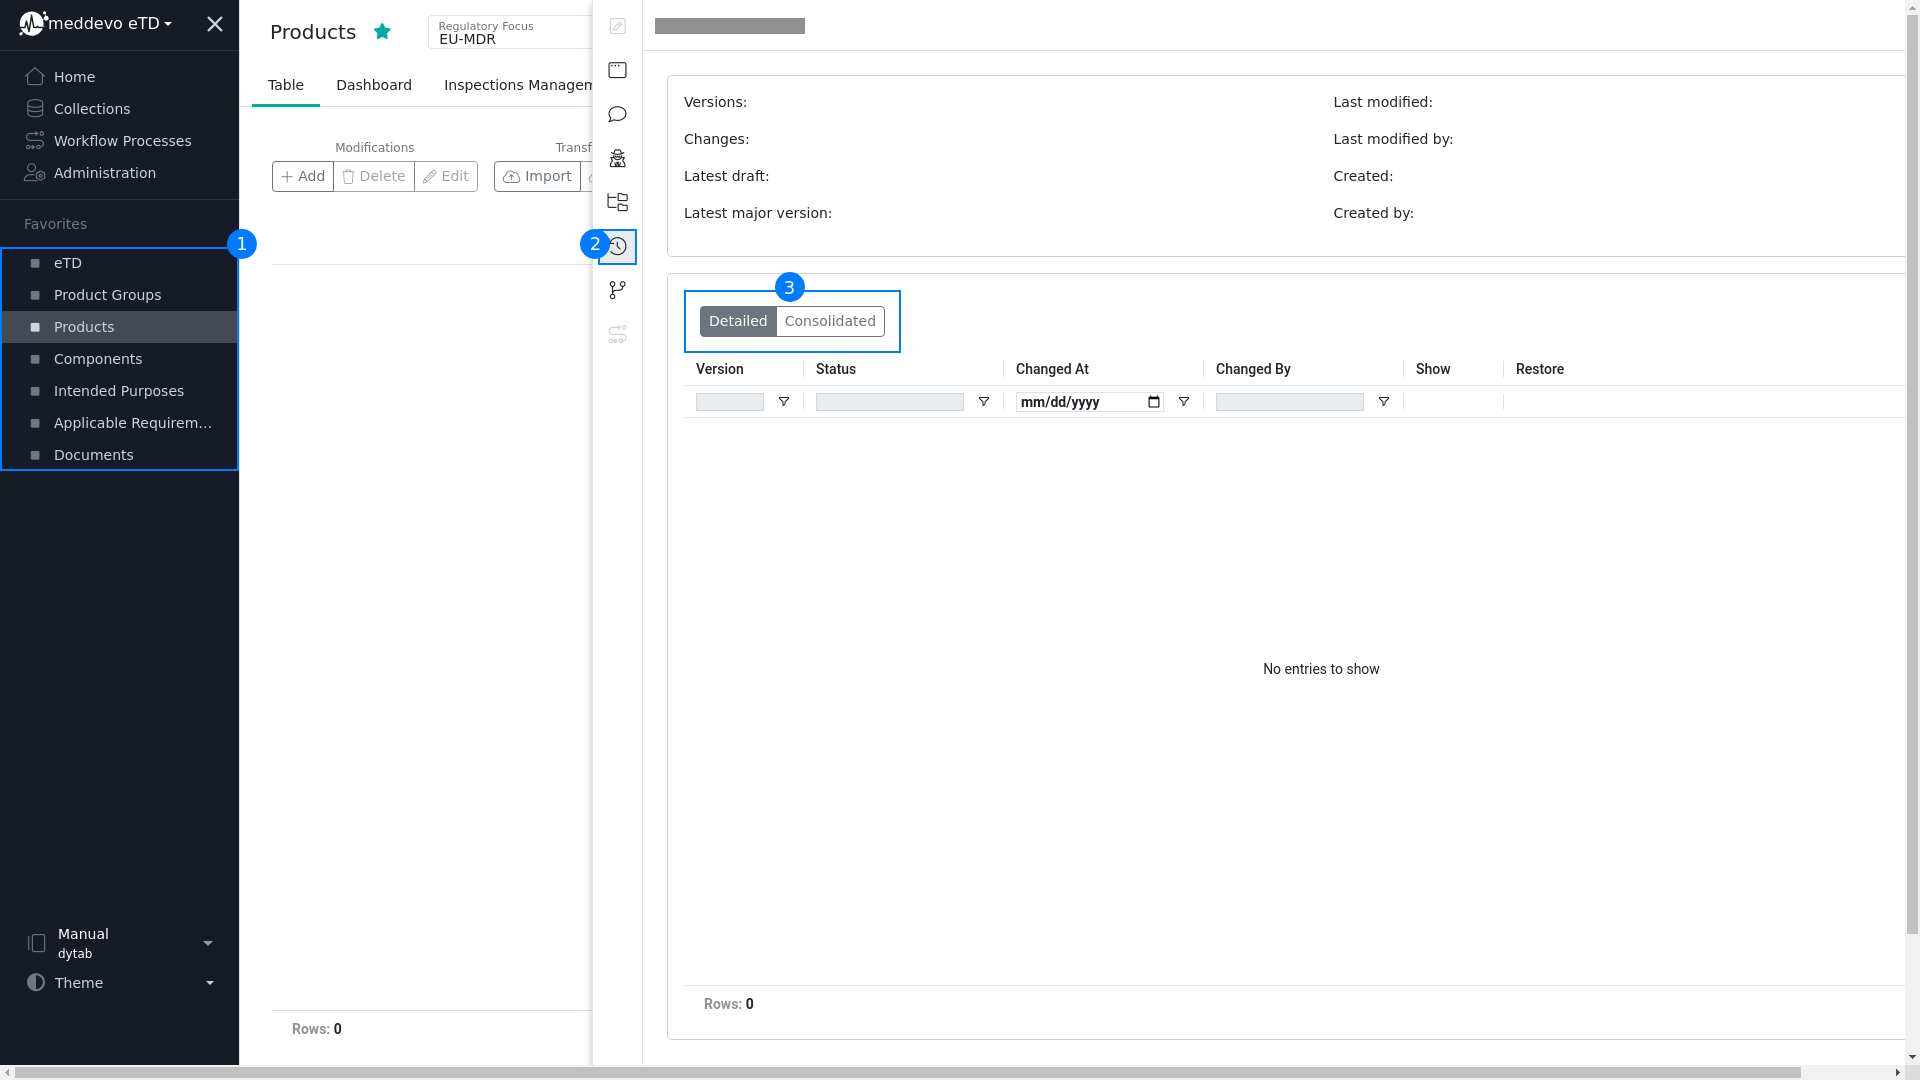 meddevo eTD
Home
Collections
Workflow Processes
Administration
Favorites
1
eTD
Product Groups
Products
Components
Intended Purposes
Applicable Requirem...
Documents
Manual
dytab
Theme
Products
Regulatory Focus
EU-MDR
Table Dashboard Inspections Managem
Modifications Transf
Add Delete Edit Import
Rows: 0
2
Versions: Last modified:
Changes: Last modified by:
Latest draft: Created:
Latest major version: Created by:
3
Detailed Consolidated
Version Status Changed At Changed By Show Restore
mm/dd/yyyy
No entries to show
Rows: 0